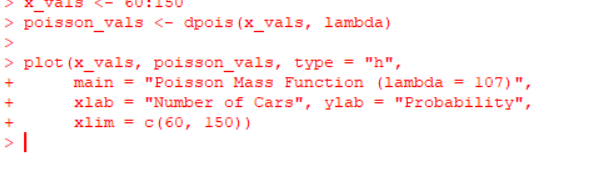 > x_vals <- 60:150
> poisson_vals <- dpois(x_vals, lambda)
>
> plot(x_vals, poisson_vals, type = "h",
+      main = "Poisson Mass Function (lambda = 107)",
+      xlab = "Number of Cars", ylab = "Probability",
+      xlim = c(60, 150))
>